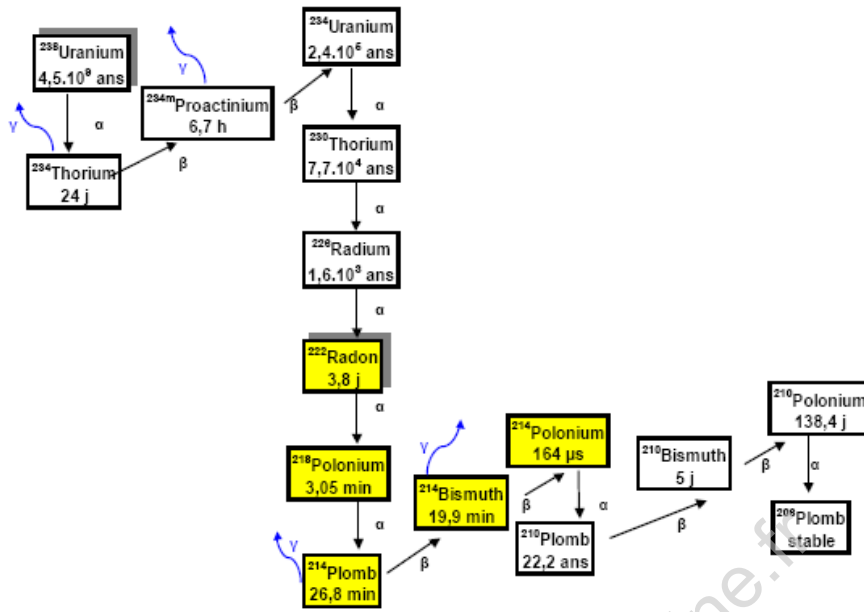 ²³⁸Uranium
4,5.10⁹ ans
α
γ
²³⁴Thorium
24 j
β
γ
²³⁴ᵐProactinium
6,7 h
β
²³⁴Uranium
2,4.10⁵ ans
α
²³⁰Thorium
7,7.10⁴ ans
α
²²⁶Radium
1,6.10³ ans
α
²²²Radon
3,8 j
α
²¹⁸Polonium
3,05 min
α
γ
²¹⁴Plomb
26,8 min
β
γ
²¹⁴Bismuth
19,9 min
β
²¹⁴Polonium
164 µs
α
²¹⁰Plomb
22,2 ans
β
²¹⁰Bismuth
5 j
β
²¹⁰Polonium
138,4 j
α
²⁰⁶Plomb
stable
ne.fr